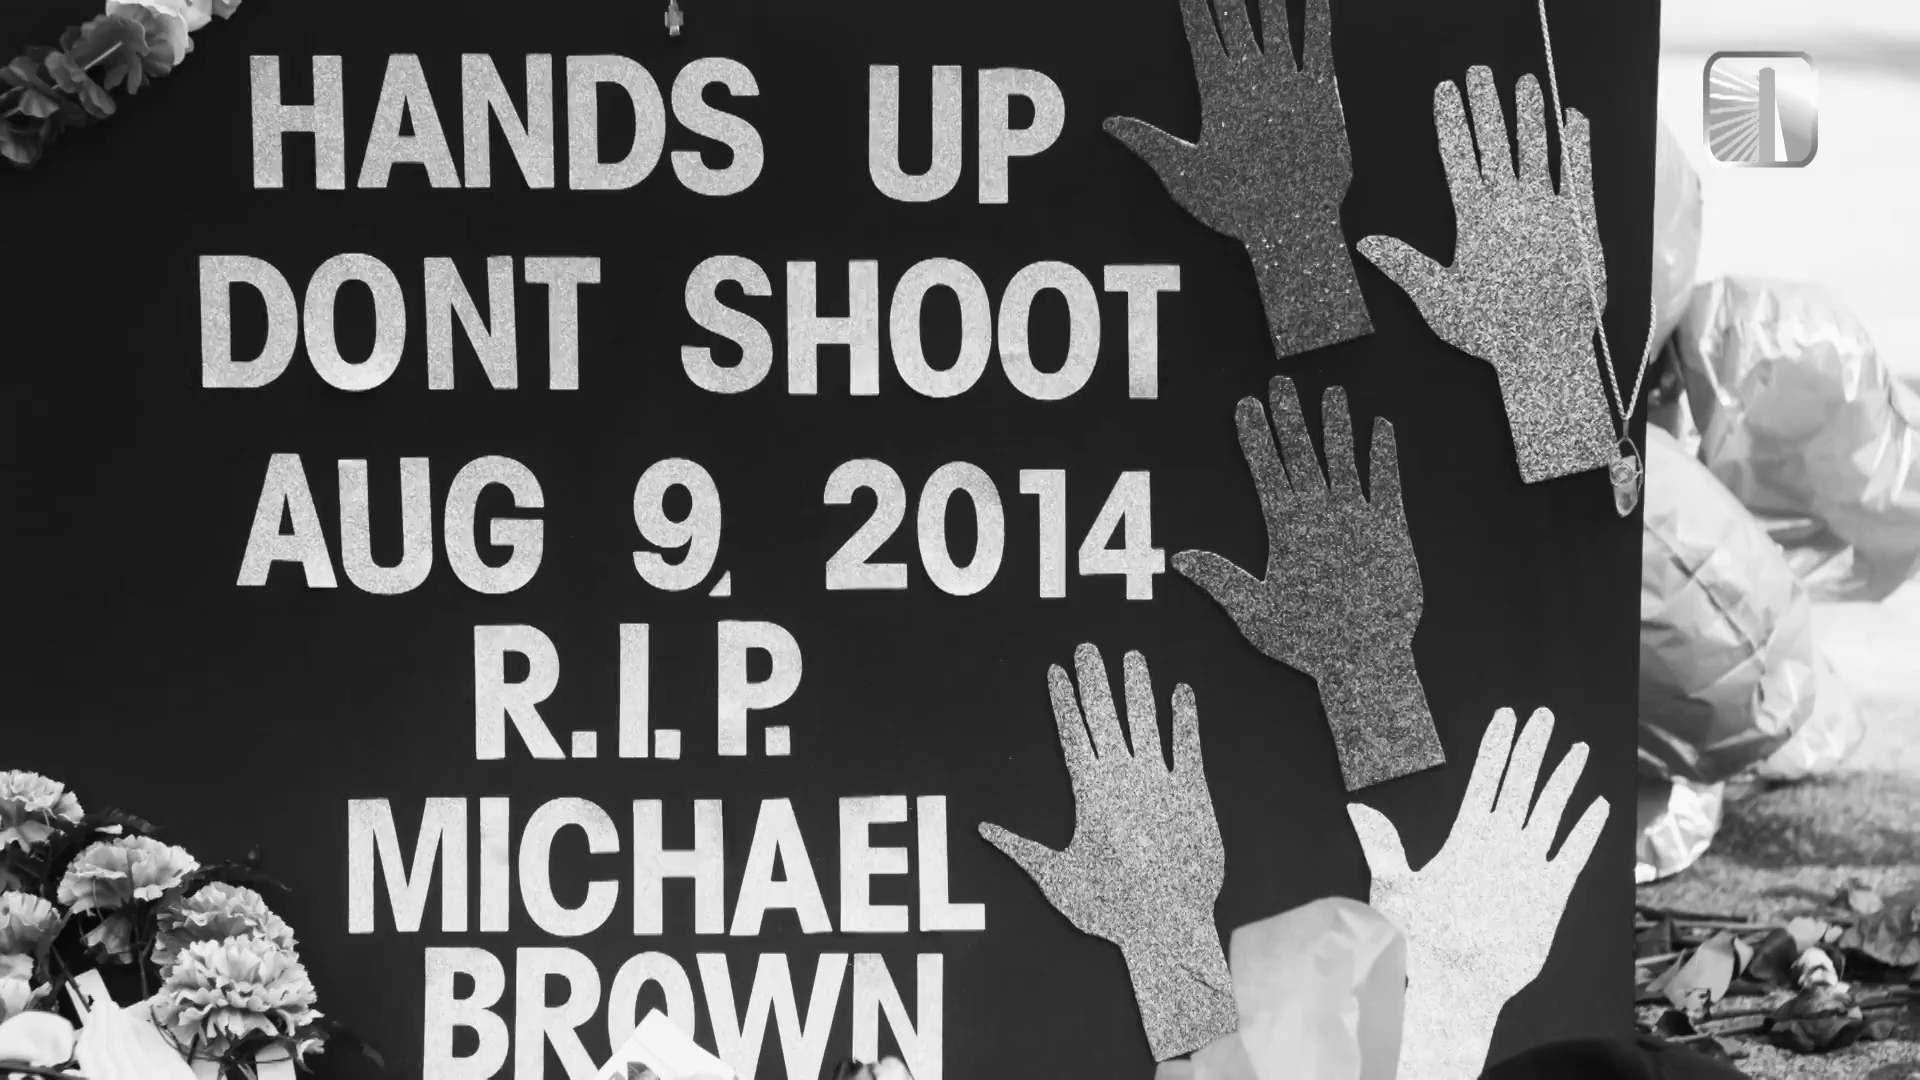 HANDS UP
DONT SHOOT
AUG 9, 2014
R.I.P.
MICHAEL
BROWN